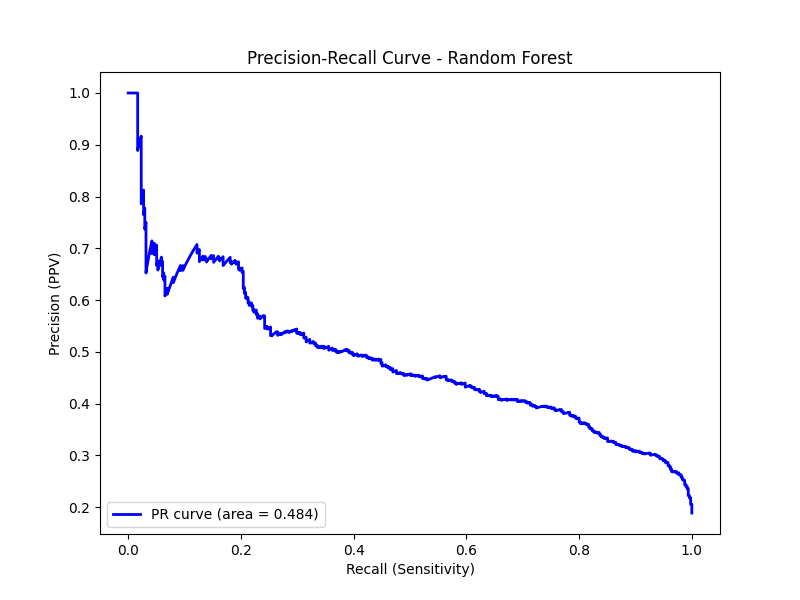 Precision-Recall Curve - Random Forest
1.0
0.9
0.8
0.7
0.6
0.5
0.4
0.3
0.2
Precision (PPV)
PR curve (area = 0.484)
0.0 0.2 0.4 0.6 0.8 1.0
Recall (Sensitivity)